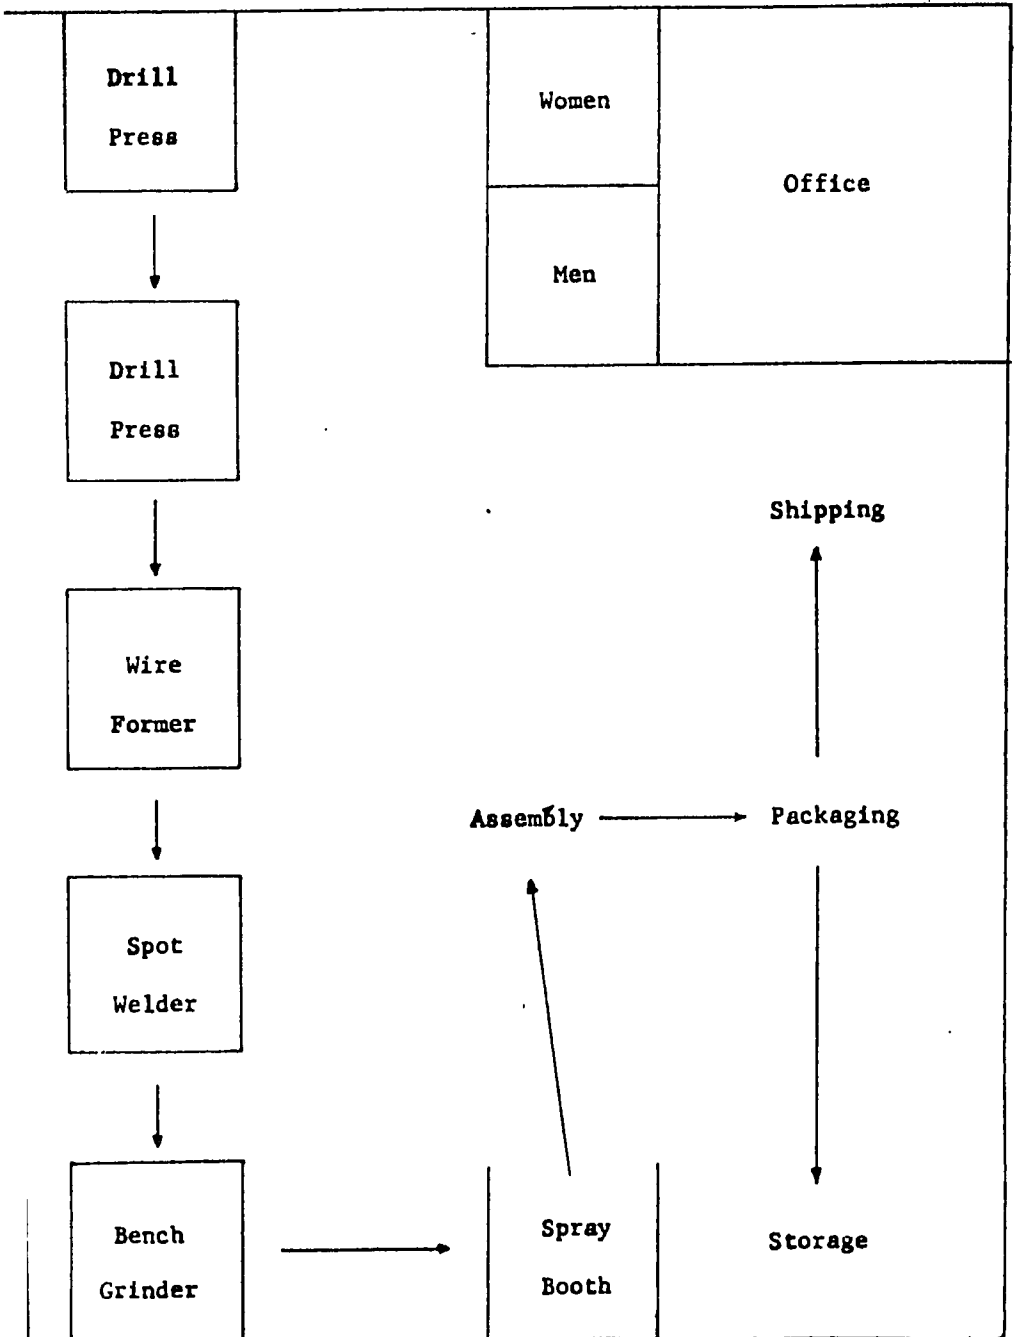 Drill
Press
Women
Office
Men
Drill
Press
Shipping
Wire
Former
Assembly
Packaging
Spot
Welder
Bench
Grinder
Spray
Booth
Storage